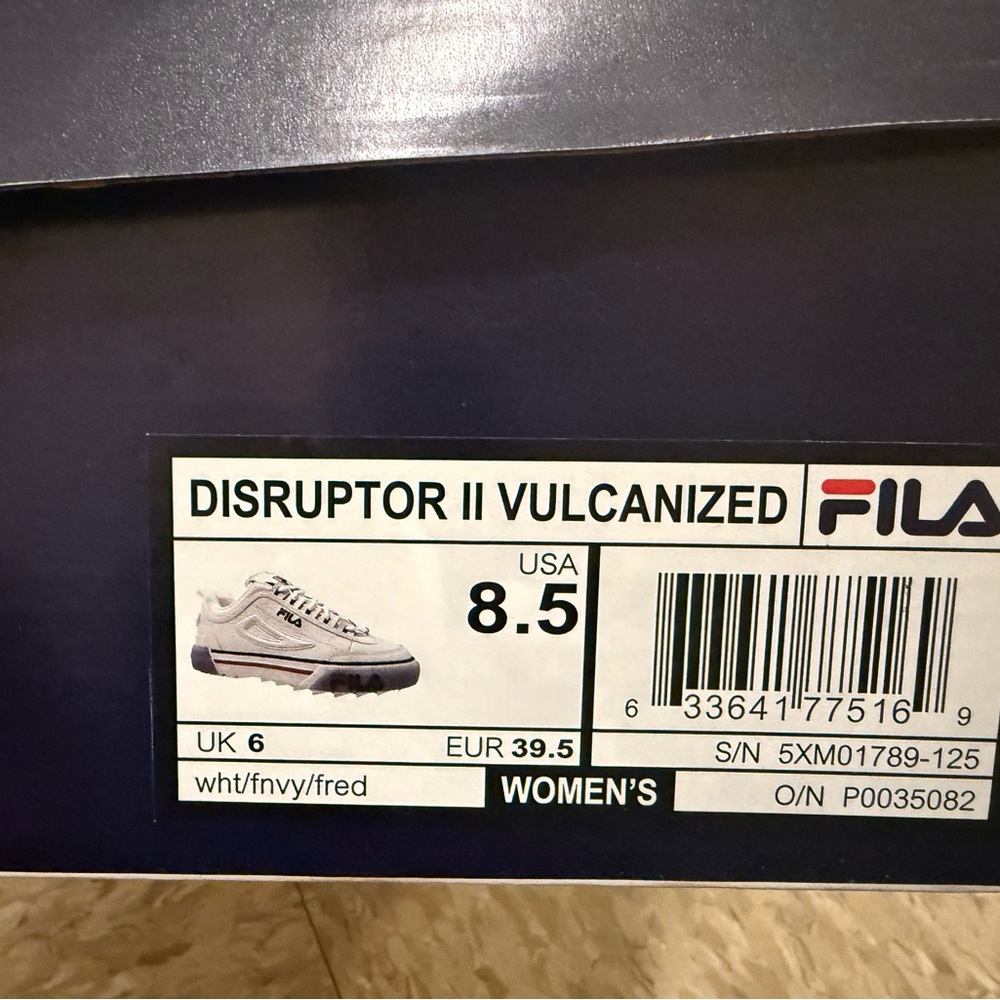 DISRUPTOR II VULCANIZED
FILA
FILA
FILA
USA
8.5
6 33641 77516 9
UK 6
EUR 39.5
S/N 5XM01789-125
wht/fnvy/fred
WOMEN'S
O/N P0035082